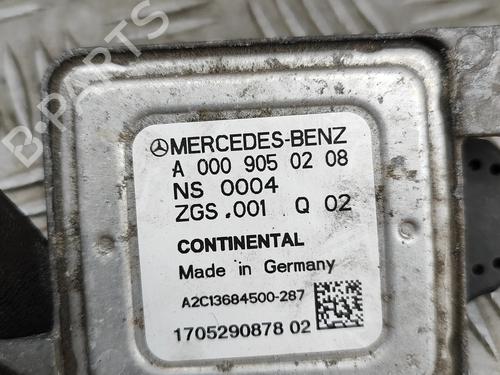 B-PARTS
MERCEDES-BENZ
A 000 905 02 08
NS 0004
ZGS .001 Q 02
CONTINENTAL
Made in Germany
A2C13684500-287
1705290878 02